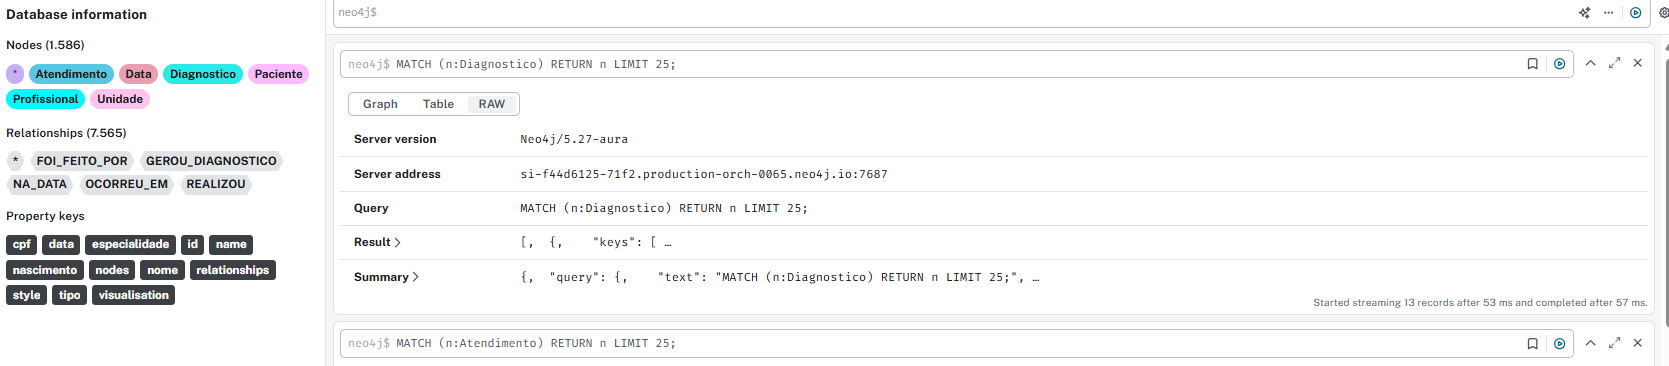 Database information
Nodes (1.586)
* Atendimento Data Diagnostico Paciente
Profissional Unidade
Relationships (7.565)
* FOI_FEITO_POR GEROU_DIAGNOSTICO
NA_DATA OCORREU_EM REALIZOU
Property keys
cpf data especialidade id name
nascimento nodes nome relationships
style tipo visualisation
neo4j$
neo4j$ MATCH (n:Diagnostico) RETURN n LIMIT 25;
Graph Table RAW
Server version Neo4j/5.27-aura
Server address si-f44d6125-71f2.production-orch-0065.neo4j.io:7687
Query MATCH (n:Diagnostico) RETURN n LIMIT 25;
Result > [, {, "keys": [ …
Summary > {, "query": {, "text": "MATCH (n:Diagnostico) RETURN n LIMIT 25;", …
Started streaming 13 records after 53 ms and completed after 57 ms.
neo4j$ MATCH (n:Atendimento) RETURN n LIMIT 25;